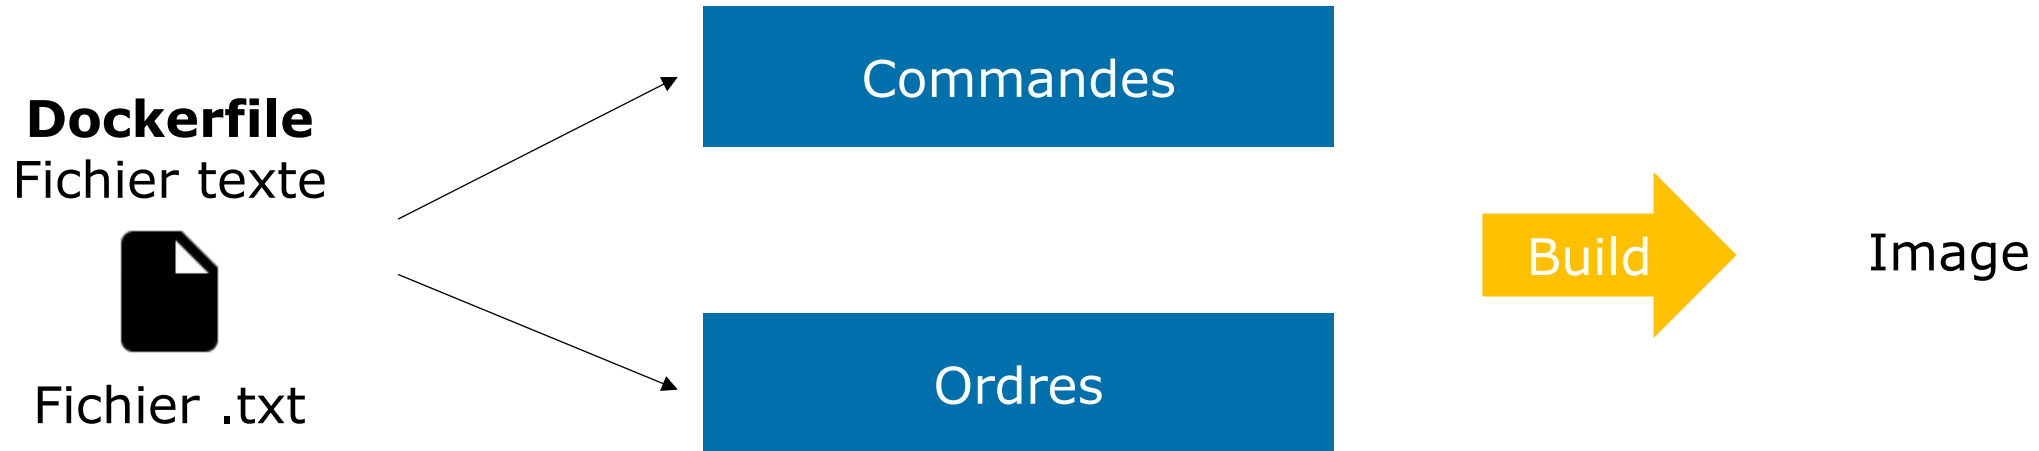 Dockerfile
Fichier texte
Fichier .txt
Commandes
Ordres
Build
Image